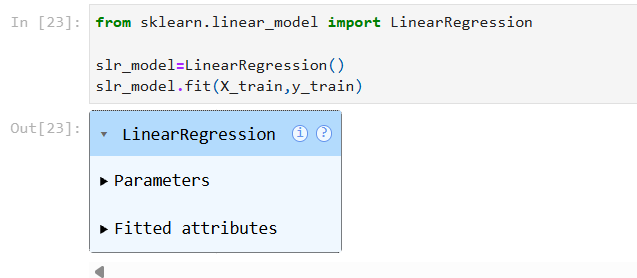 In [23]:
from sklearn.linear_model import LinearRegression
slr_model=LinearRegression()
slr_model.fit(X_train,y_train)
Out[23]:
▾ LinearRegression i ?
▶ Parameters
▶ Fitted attributes